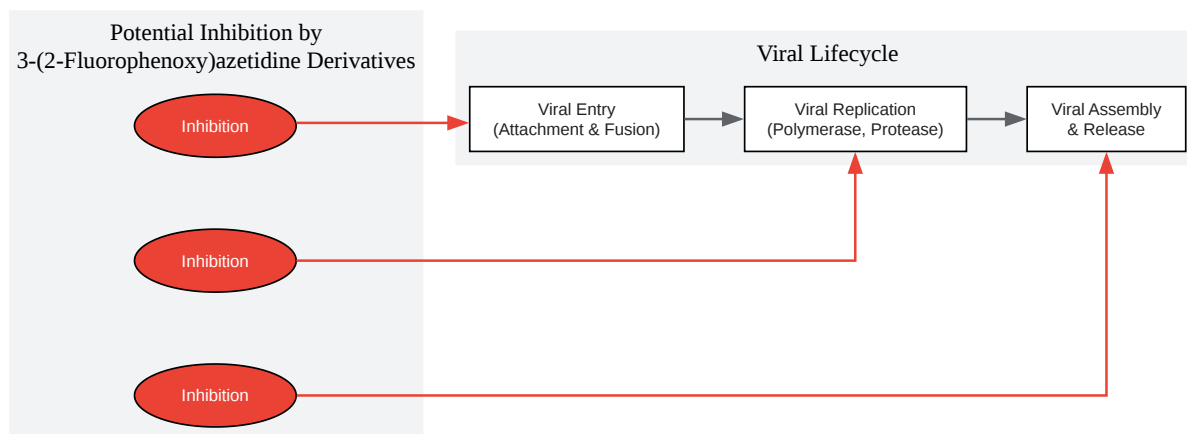 Potential Inhibition by
3-(2-Fluorophenoxy)azetidine Derivatives
Viral Lifecycle
Inhibition
Viral Entry
(Attachment & Fusion)
Viral Replication
(Polymerase, Protease)
Viral Assembly
& Release
Inhibition
Inhibition